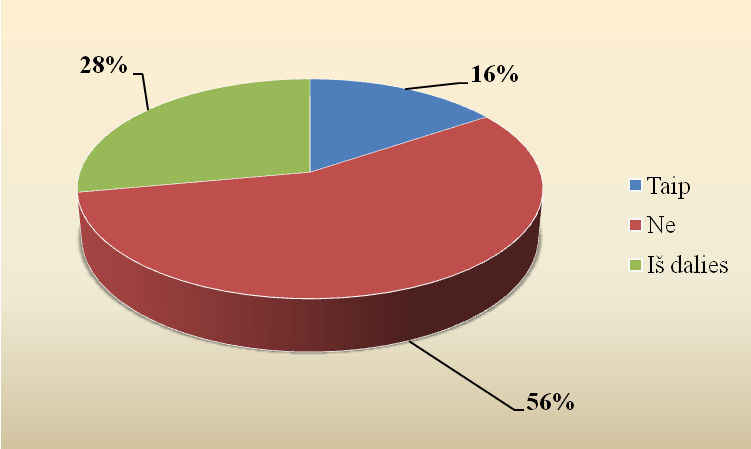 28%
16%
Taip
Ne
Iš dalies
56%